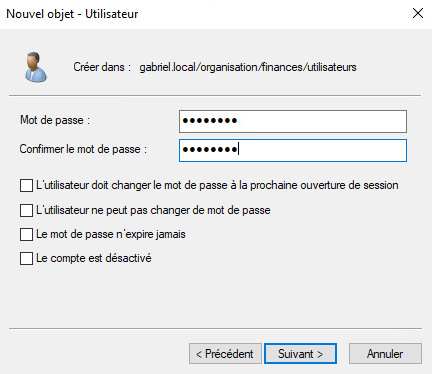 Nouvel objet - Utilisateur
Créer dans : gabriel.local/organisation/finances/utilisateurs
Mot de passe : ●●●●●●●●
Confirmer le mot de passe : ●●●●●●●●
L'utilisateur doit changer le mot de passe à la prochaine ouverture de session
L'utilisateur ne peut pas changer de mot de passe
Le mot de passe n'expire jamais
Le compte est désactivé
< Précédent Suivant > Annuler